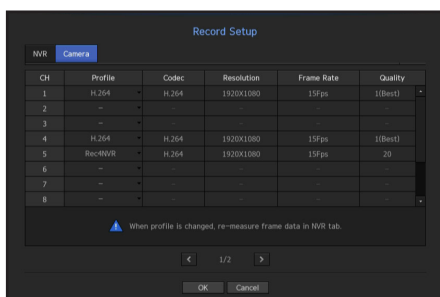 Record Setup
NVR Camera
CH Profile Codec Resolution Frame Rate Quality
1 H.264 H.264 1920X1080 15Fps 1(Best)
2 ~ - - - -
3 ~ - - - -
4 H.264 H.264 1920X1080 15Fps 1(Best)
5 Rec4NVR H.264 1920X1080 15Fps 20
6 ~ - - - -
7 ~ - - - -
8 ~ - - - -
When profile is changed, re-measure frame data in NVR tab.
< 1/2 >
OK Cancel